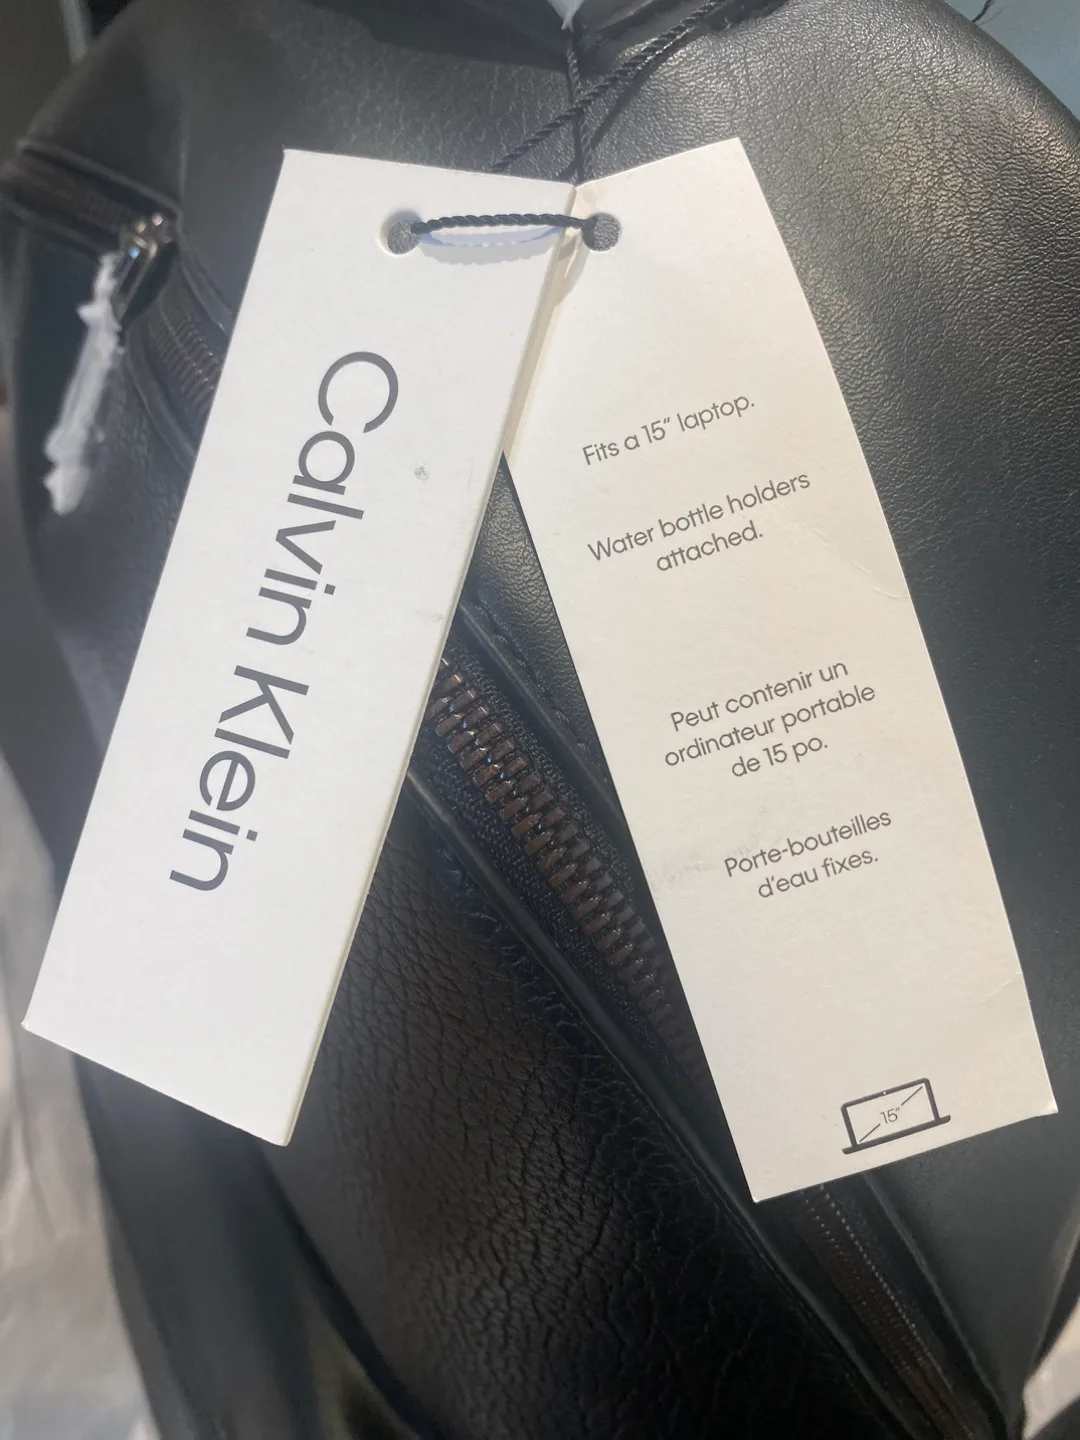 Calvin Klein
Fits a 15" laptop.
Water bottle holders
attached.
Peut contenir un
ordinateur portable
de 15 po.
Porte-bouteilles
d'eau fixes.
15"